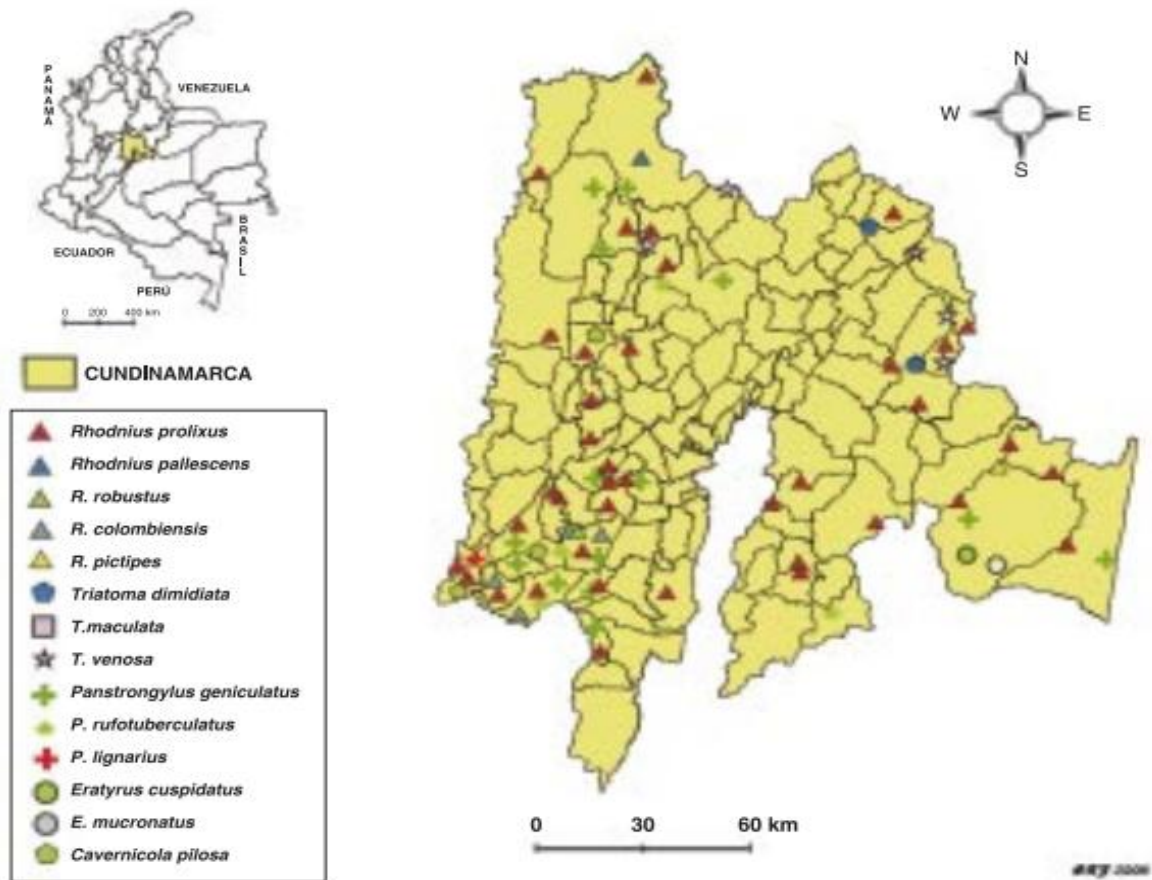 PANAMA
VENEZUELA
BRASIL
ECUADOR
PERÚ
0 200 400 km
CUNDINAMARCA
Rhodnius prolixus
Rhodnius pallescens
R. robustus
R. colombiensis
R. pictipes
Triatoma dimidiata
T.maculata
T. venosa
Panstrongylus geniculatus
P. rufotuberculatus
P. lignarius
Eratyrus cuspidatus
E. mucronatus
Cavernicola pilosa
N
W E
S
0 30 60 km